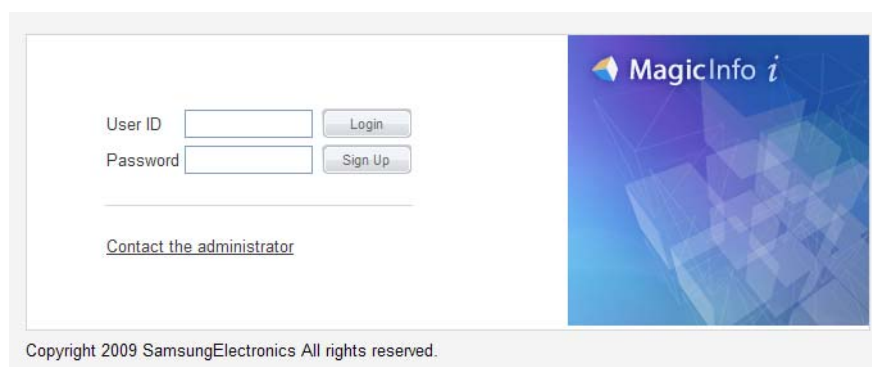 MagicInfo i
User ID
Login
Password
Sign Up
Contact the administrator
Copyright 2009 SamsungElectronics All rights reserved.